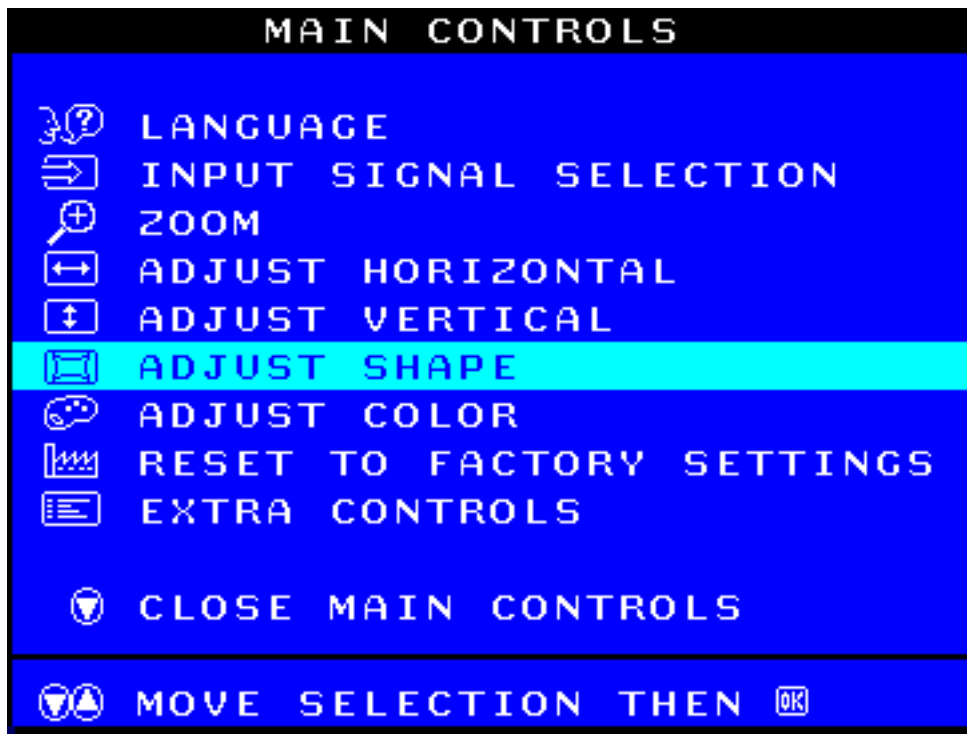 MAIN CONTROLS
LANGUAGE
INPUT SIGNAL SELECTION
ZOOM
ADJUST HORIZONTAL
ADJUST VERTICAL
ADJUST SHAPE
ADJUST COLOR
RESET TO FACTORY SETTINGS
EXTRA CONTROLS
CLOSE MAIN CONTROLS
MOVE SELECTION THEN OK